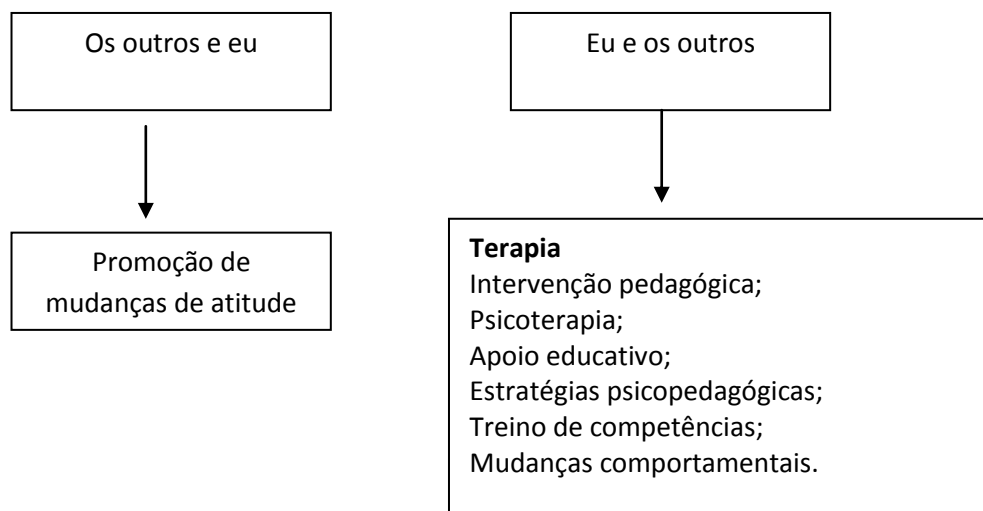 Os outros e eu
Eu e os outros
Promoção de
mudanças de atitude
Terapia
Intervenção pedagógica;
Psicoterapia;
Apoio educativo;
Estratégias psicopedagógicas;
Treino de competências;
Mudanças comportamentais.